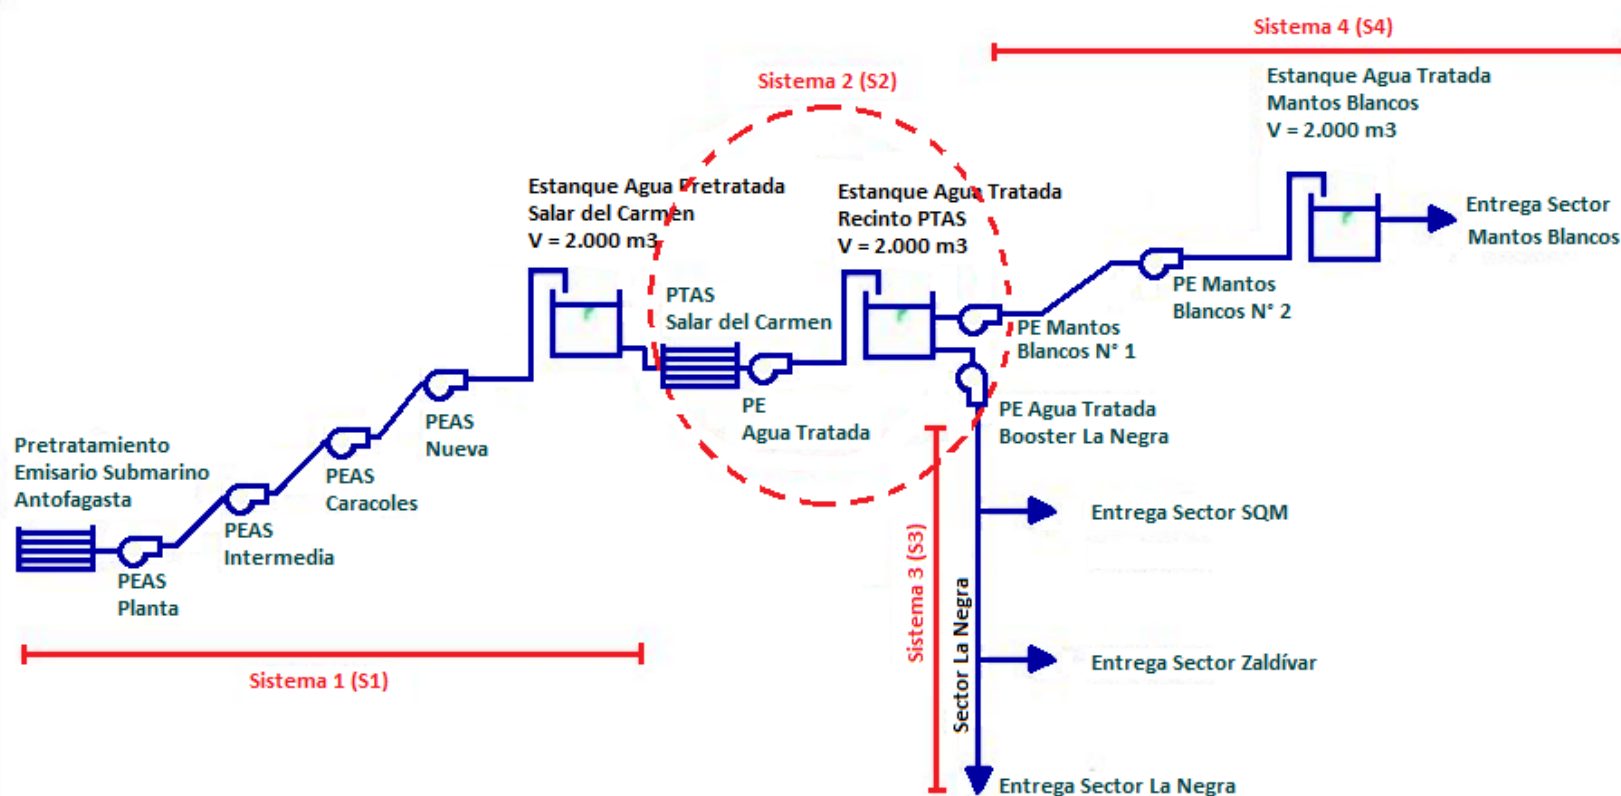 Sistema 4 (S4)
Sistema 2 (S2)
Estanque Agua Tratada
Mantos Blancos
V = 2.000 m3
Estanque Agua Pretratada
Salar del Carmen
V = 2.000 m3
Estanque Agua Tratada
Recinto PTAS
V = 2.000 m3
Entrega Sector
Mantos Blancos
PE Mantos
Blancos N° 2
PTAS
Salar del Carmen
PE Mantos
Blancos N° 1
PE
Agua Tratada
PE Agua Tratada
Booster La Negra
PEAS
Nueva
PEAS
Caracoles
PEAS
Intermedia
PEAS
Planta
Pretratamiento
Emisario Submarino
Antofagasta
Sistema 1 (S1)
Sistema 3 (S3)
Sector La Negra
Entrega Sector SQM
Entrega Sector Zaldívar
Entrega Sector La Negra